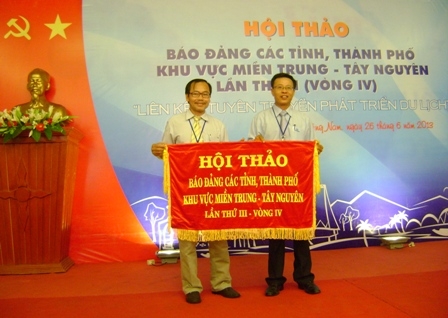 HỘI THẢO
BÁO ĐẢNG CÁC TỈNH, THÀNH PHỐ
KHU VỰC MIỀN TRUNG - TÂY NGUYÊN
LẦN THỨ III (VÒNG IV)
"LIÊN KẾT TUYÊN TRUYỀN PHÁT TRIỂN DU LỊCH
Nam, ngày 26 tháng 6 năm 2013
HỘI THẢO
BÁO ĐẢNG CÁC TỈNH, THÀNH PHỐ
KHU VỰC MIỀN TRUNG - TÂY NGUYÊN
LẦN THỨ III - VÒNG IV